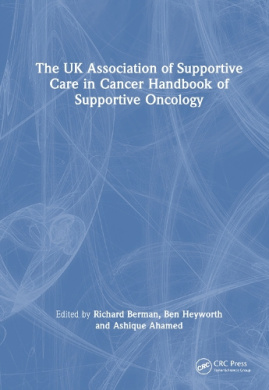 The UK Association of Supportive
Care in Cancer Handbook of
Supportive Oncology
Edited by Richard Berman, Ben Heyworth
and Ashique Ahamed
CRC
CRC Press
Taylor & Francis Group